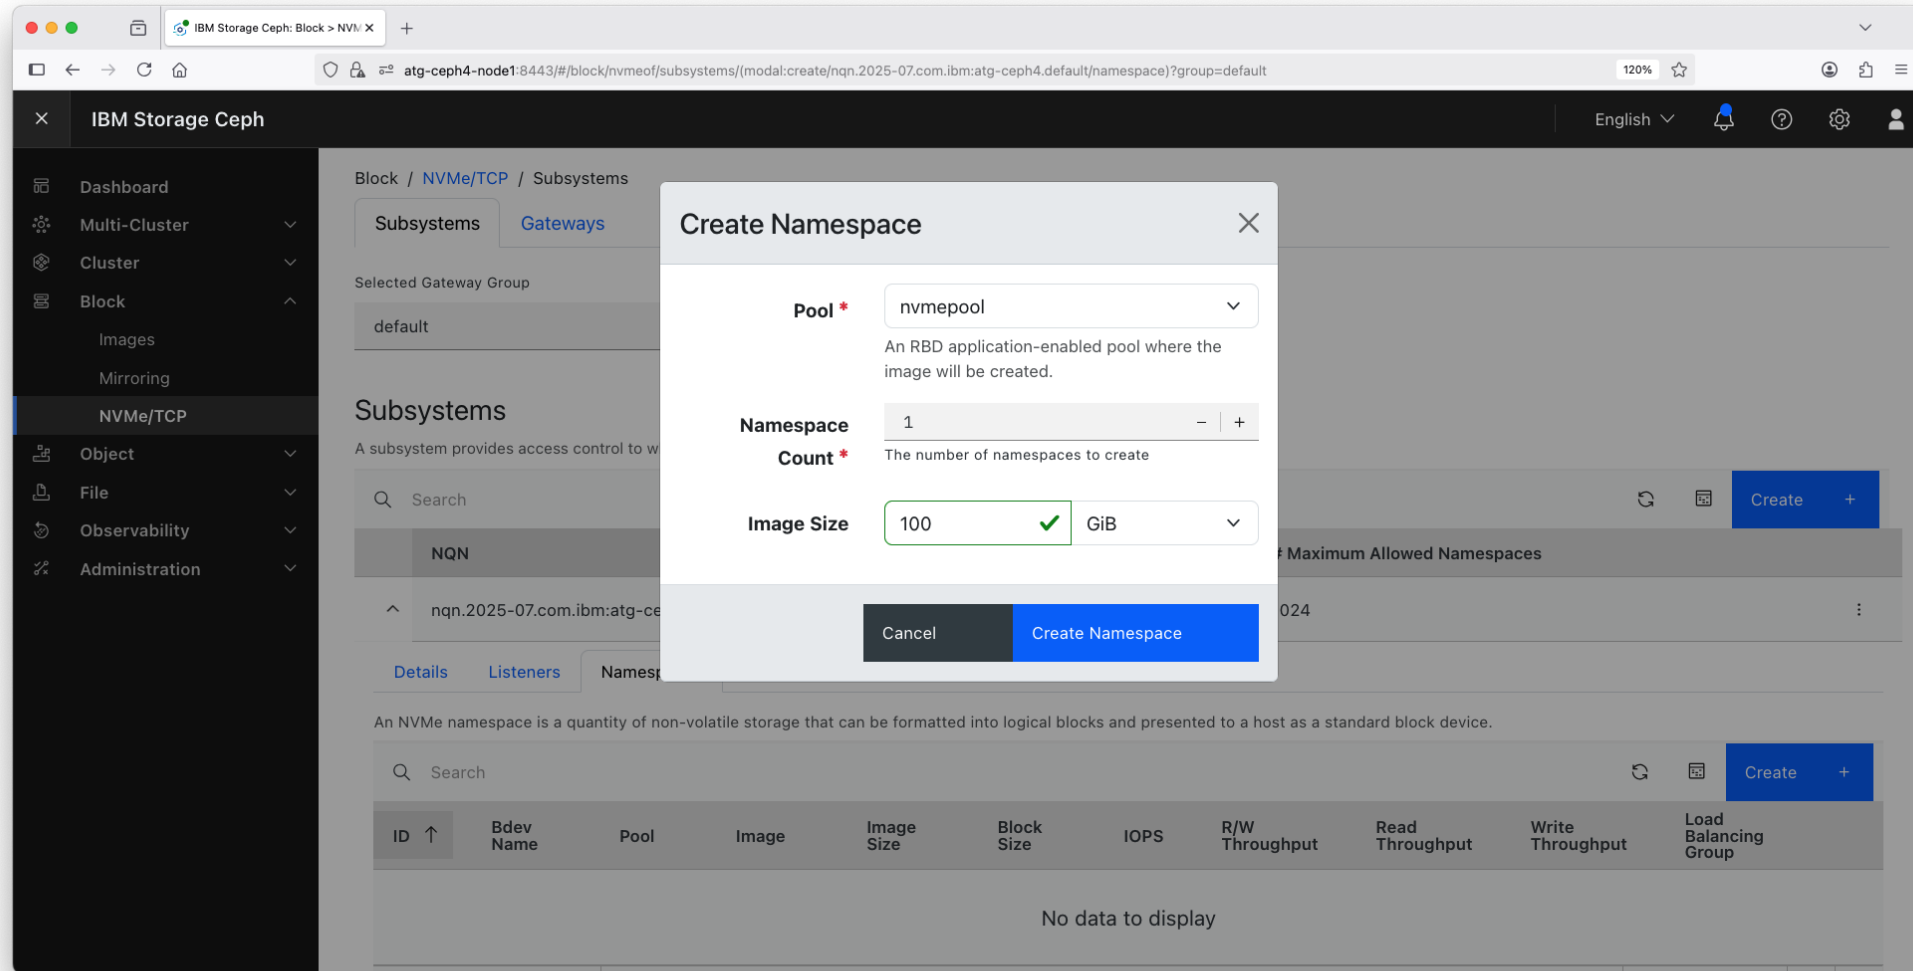 IBM Storage Ceph: Block > NVM
atg-ceph4-node1:8443/#/block/nvmeof/subsystems/(modal:create/nqn.2025-07.com.ibm:atg-ceph4.default/namespace)?group=default
120%
IBM Storage Ceph
English
Dashboard
Multi-Cluster
Cluster
Block
Images
Mirroring
NVMe/TCP
Object
File
Observability
Administration
Block / NVMe/TCP / Subsystems
Subsystems
Gateways
Selected Gateway Group
default
Subsystems
A subsystem provides access control to w
Search
Create +
NQN
# Maximum Allowed Namespaces
nqn.2025-07.com.ibm:atg-ce
024
Create Namespace
Pool *
nvmepool
An RBD application-enabled pool where the
image will be created.
Namespace
Count *
1
The number of namespaces to create
Image Size
100
GiB
Cancel
Create Namespace
Details
Listeners
Namesp
An NVMe namespace is a quantity of non-volatile storage that can be formatted into logical blocks and presented to a host as a standard block device.
Search
Create +
ID
Bdev
Name
Pool
Image
Image
Size
Block
Size
IOPS
R/W
Throughput
Read
Throughput
Write
Throughput
Load
Balancing
Group
No data to display